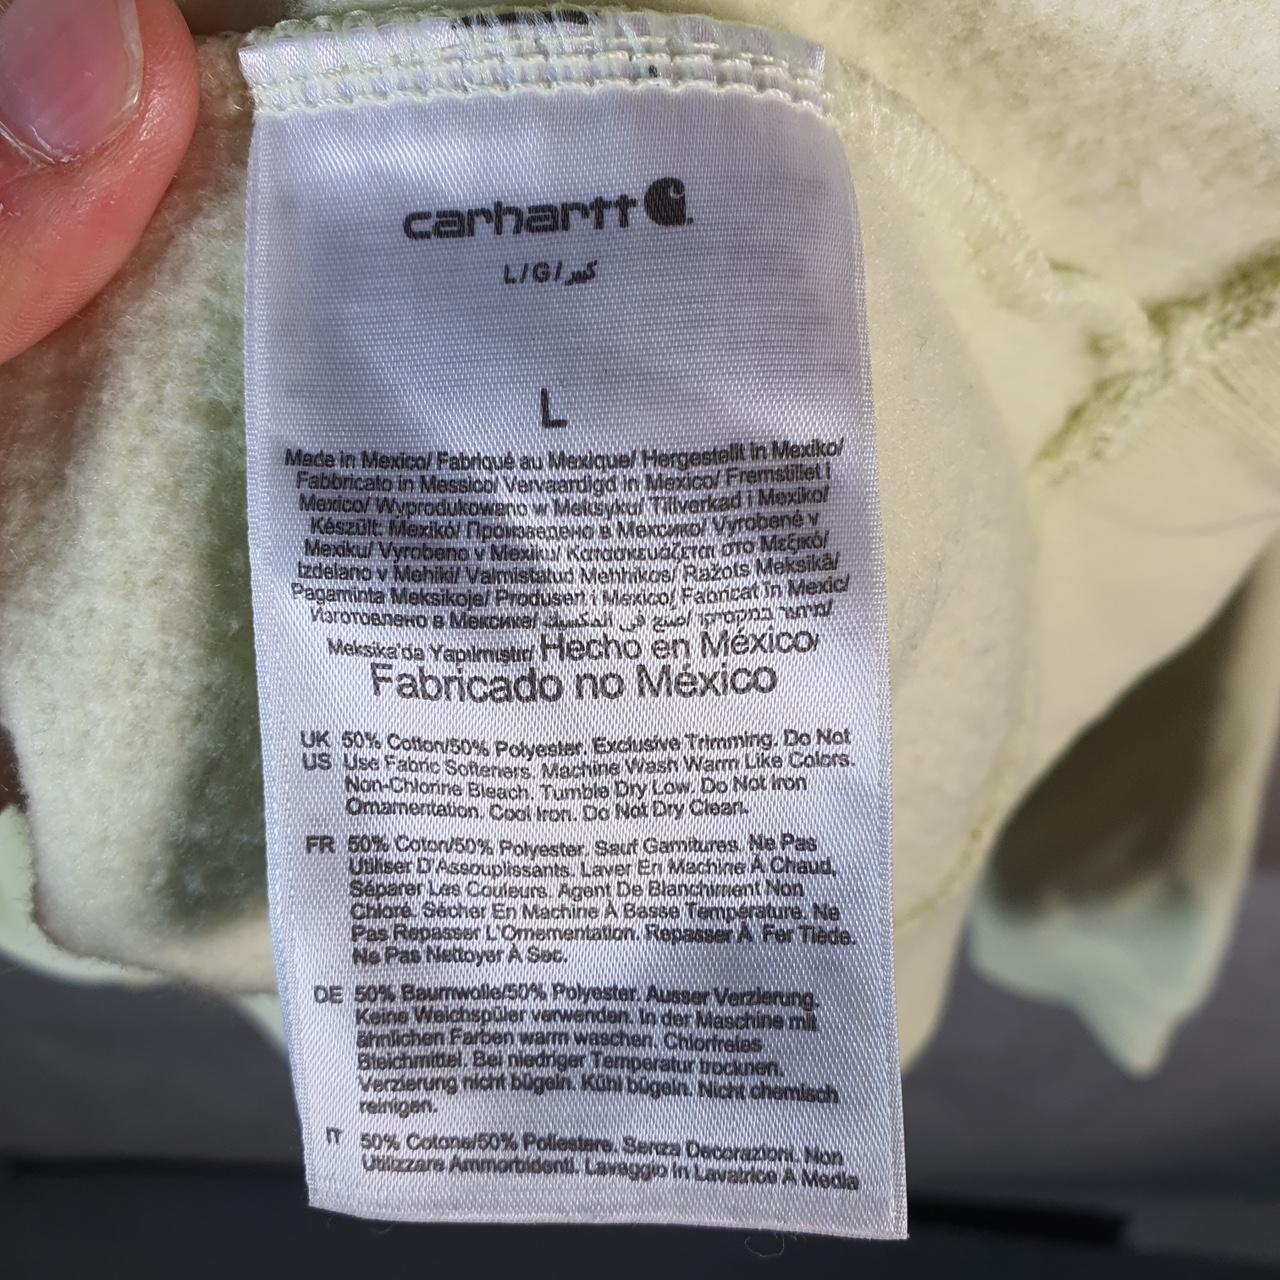 carhartt
L/G/كبير
L
Made in Mexico/ Fabriqué au Mexique/ Hergestellt in Mexiko/
Fabbricato in Messico/ Vervaardigd in Mexico/ Fremstillet i
Mexico/ Wyprodukowano w Meksyku/ Tillverkad i Mexiko/
Készült: Mexikó/ Произведено в Мексико/ Vyrobené v
Mexiku/ Vyrobeno v Mexiku/ Κατασκευάζεται στο Μεξικό/
Izdelano v Mehiki/ Valmistatud Mehhikos/ Ražots Meksikā/
Pagaminta Meksikoje/ Produsert i Mexico/ Fabricat în Mexic/
Изготовлено в Мексике/ صنع في المكسيك/
Meksika'da Yapılmıştır/ Hecho en México/
Fabricado no México
UK 50% Cotton/50% Polyester. Exclusive Trimming. Do Not
US Use Fabric Softeners. Machine Wash Warm Like Colors.
Non-Chlorine Bleach. Tumble Dry Low. Do Not Iron
Ornamentation. Cool Iron. Do Not Dry Clean.
FR 50% Coton/50% Polyester. Sauf Garnitures. Ne Pas
Utiliser D'Assouplissants. Laver En Machine À Chaud,
Séparer Les Couleurs. Agent De Blanchiment Non
Chlore. Sécher En Machine À Basse Température. Ne
Pas Repasser L'Ornementation. Repasser À Fer Tiède.
Ne Pas Nettoyer À Sec.
DE 50% Baumwolle/50% Polyester. Ausser Verzierung.
Keine Weichspüler verwenden. In der Maschine mit
ähnlichen Farben warm waschen. Chlorfreies
Bleichmittel. Bei niedriger Temperatur trocknen.
Verzierung nicht bügeln. Kühl bügeln. Nicht chemisch
reinigen.
IT 50% Cotone/50% Poliestere. Senza Decorazioni. Non
Utilizzare Ammorbidenti. Lavaggio In Lavatrice A Media